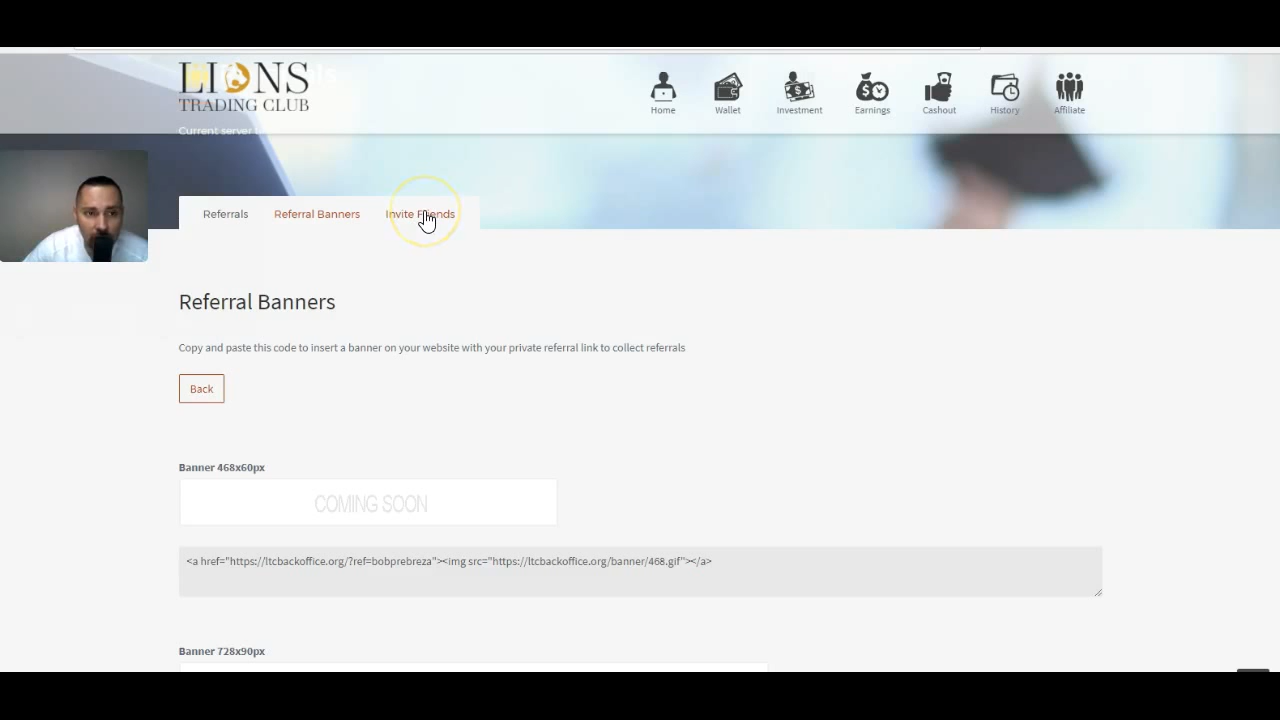 LIONS
TRADING CLUB
Home
Wallet
Investment
Earnings
Cashout
History
Affiliate
Current server
Referrals
Referral Banners
Invite Friends
Referral Banners
Copy and paste this code to insert a banner on your website with your private referral link to collect referrals
Back
Banner 468x60px
COMING SOON
<a href="https://ltcbackoffice.org/?ref=bobprebreza"><img src="https://ltcbackoffice.org/banner/468.gif"></a>
Banner 728x90px